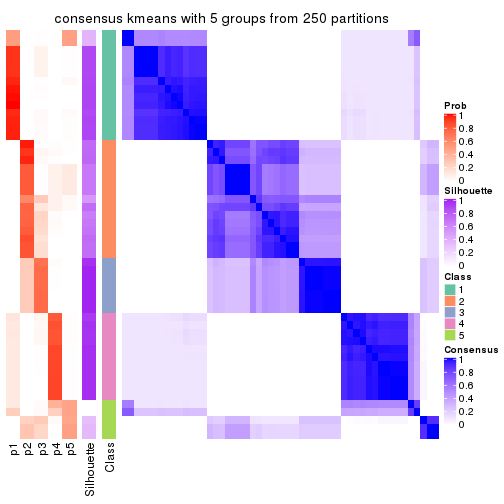 consensus kmeans with 5 groups from 250 partitions
Prob
1
0.8
0.6
0.4
0.2
0
Silhouette
1
0.8
0.6
0.4
0.2
0
Class
1
2
3
4
5
Consensus
1
0.8
0.6
0.4
0.2
0
p1
p2
p3
p4
p5
Silhouette
Class